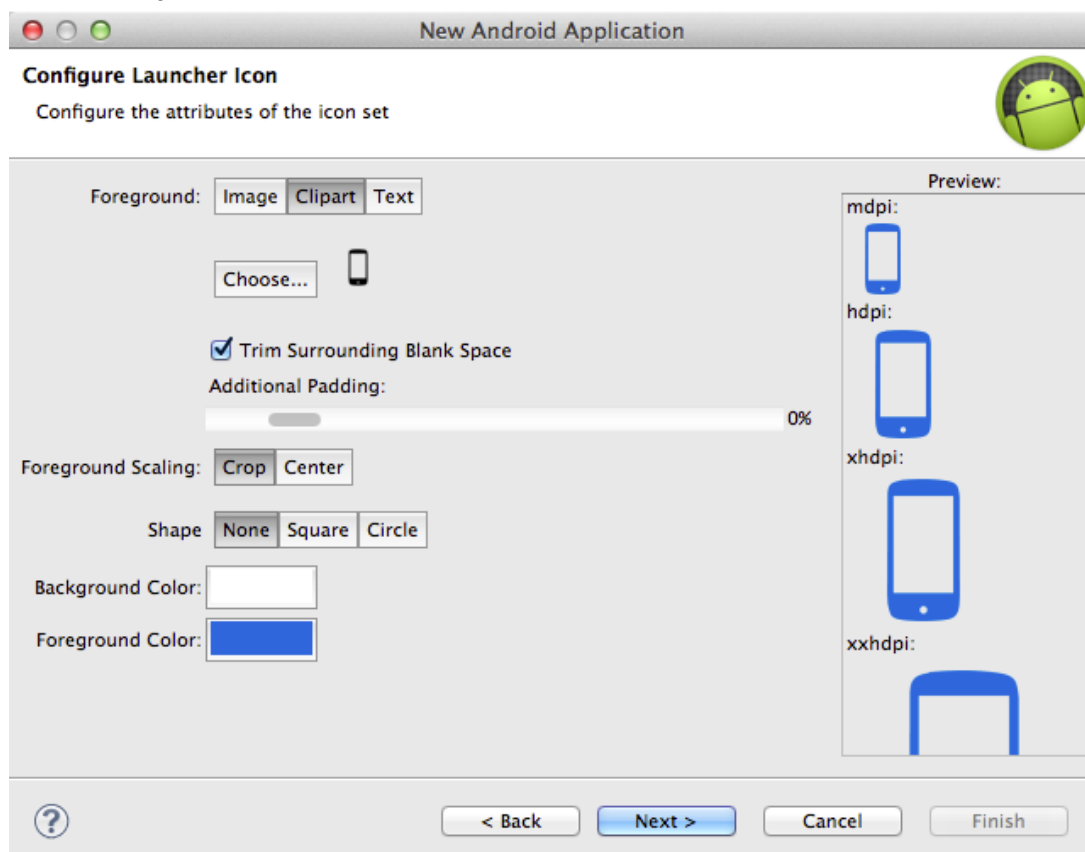 New Android Application
Configure Launcher Icon
Configure the attributes of the icon set
Foreground: Image Clipart Text
Choose...
Trim Surrounding Blank Space
Additional Padding:
0%
Foreground Scaling: Crop Center
Shape None Square Circle
Background Color:
Foreground Color:
Preview:
mdpi:
hdpi:
xhdpi:
xxhdpi:
? < Back Next > Cancel Finish